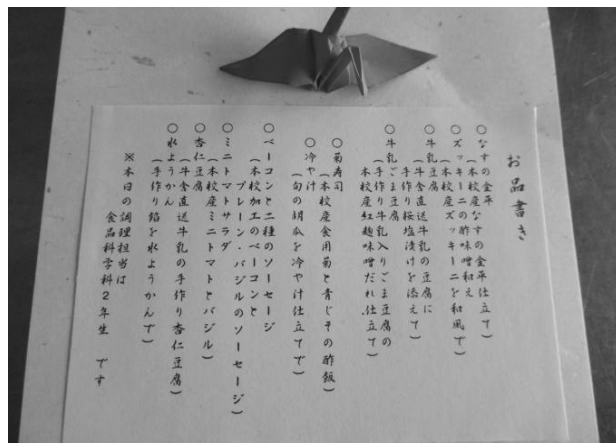 お品書き
○なすの金平
(本校産なすの金平仕立て)
○ズッキーニの酢味噌和え
(本校産ズッキーニを和風で)
○牛乳豆腐
(牛舎直送牛乳の豆腐に
手作り桜塩漬けを添えて)
○牛乳ごま豆腐
(手作り牛乳入りごま豆腐の
本校産紅麹味噌だれ仕立て)
○菊寿司
(本校産食用菊と青じその酢飯)
○冷や汁
(旬の胡瓜を冷や汁仕立てで)
○ベーコンと二種のソーセージ
(本校加工のベーコンと
プレーン・バジルのソーセージ)
○ミニトマトサラダ
(本校産ミニトマトとバジル)
○杏仁豆腐
(牛舎直送牛乳の手作り杏仁豆腐)
○水ようかん
(手作り餡を水ようかんで)
※本日の調理担当は
食品科学科2年生 です